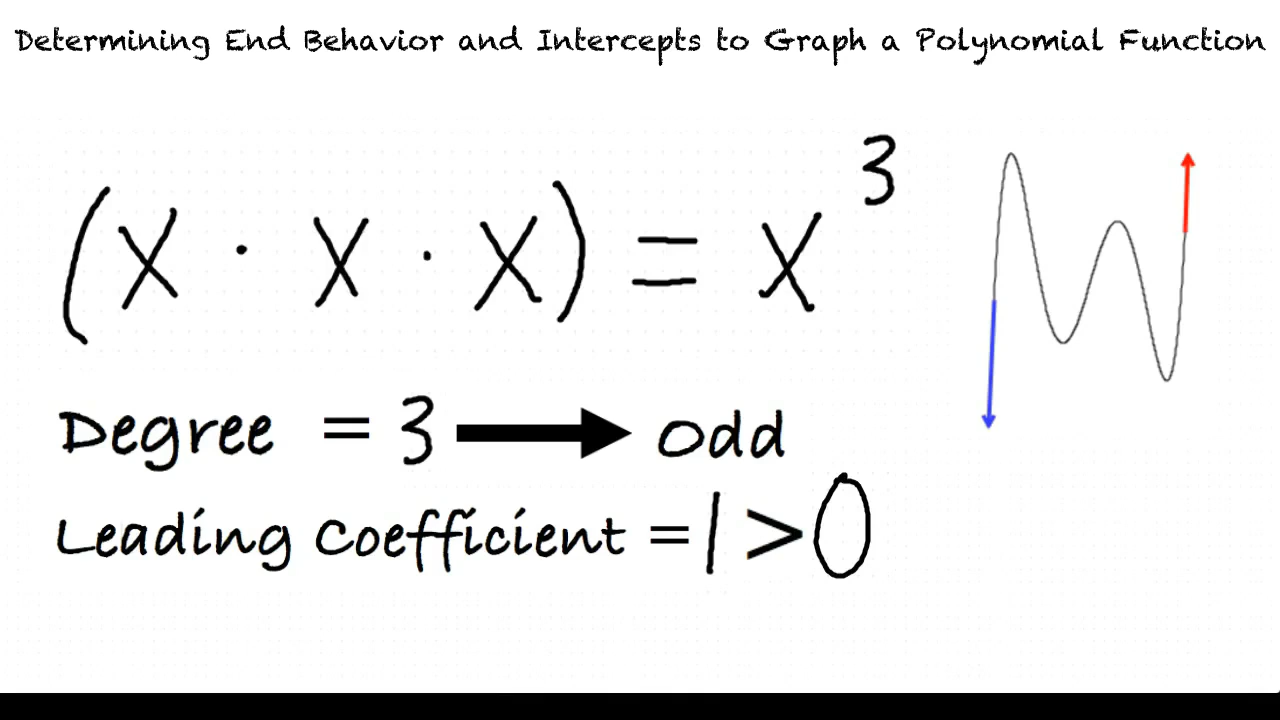 Determining End Behavior and Intercepts to Graph a Polynomial Function
(x · x · x) = x³
Degree = 3 → Odd
Leading Coefficient = 1 > 0